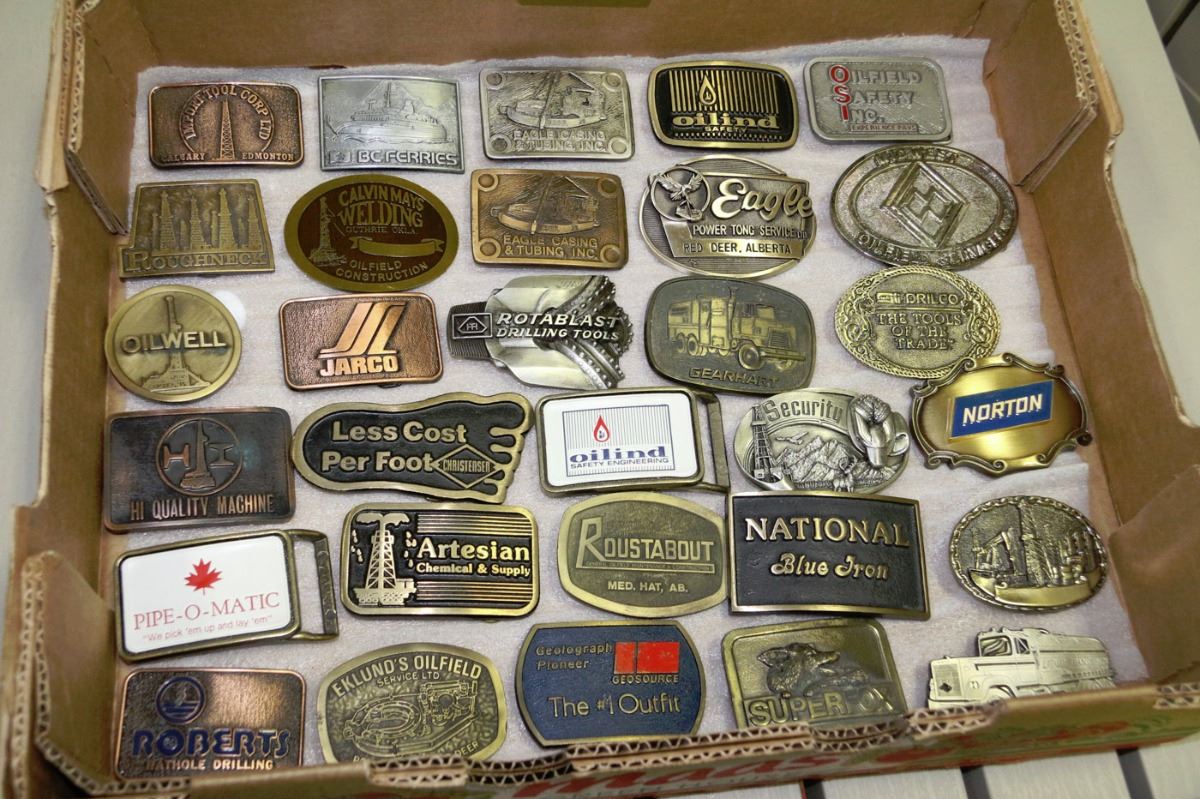 TOOL CORP LTD
CALGARY EDMONTON
BC FERRIES
EAGLE CASING
& TUBING, INC.
oilind
SAFETY
OILFIELD
SAFETY
INC.
EXPERIENCE PAYS
ROUGHNECK
CALVIN MAYS
WELDING
GUTHRIE OKLA.
OILFIELD
CONSTRUCTION
EAGLE CASING
& TUBING, INC.
Eagle
POWER TONG SERVICE
RED DEER, ALBERTA
OILWELL
JARCO
ROTABLAST
DRILLING TOOLS
GEARHART
DRILCO
THE TOOLS
OF THE
TRADE
NORTON
HI QUALITY MACHINE
Less Cost
Per Foot
CHRISTENSEN
oilind
SAFETY ENGINEERING
Security
PIPE-O-MATIC
"We pick 'em up and lay 'em"
Artesian
Chemical & Supply
ROUSTABOUT
MED. HAT, AB.
NATIONAL
Blue Iron
ROBERTS
RATHOLE DRILLING
EKLUND'S OILFIELD
SERVICE LTD
Geolograph
Pioneer
GEOSOURCE
The #1 Outfit
SUPER